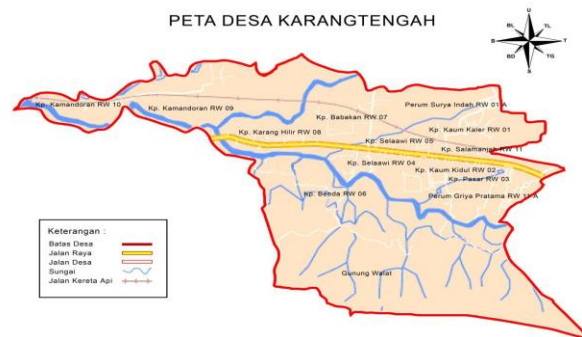 PETA DESA KARANGTENGAH
U
BL
TL
B
T
BD
TG
S
Kp. Kamandoran RW 10
Kp. Kamandoran RW 09
Kp. Babakan RW 07
Perum Surya Indah RW 01 A
Kp. Karang Hilir RW 08
Kp. Kaum Kaler RW 01
Kp. Selaawi RW 05
Kp. Salamanjah RW 11
Kp. Selaawi RW 04
Kp. Kaum Kidul RW 02
Kp. Pasar RW 03
Kp. Benda RW 06
Perum Griya Pratama RW 11 A
Gunung Walat
Keterangan :
Batas Desa
Jalan Raya
Jalan Desa
Sungai
Jalan Kereta Api